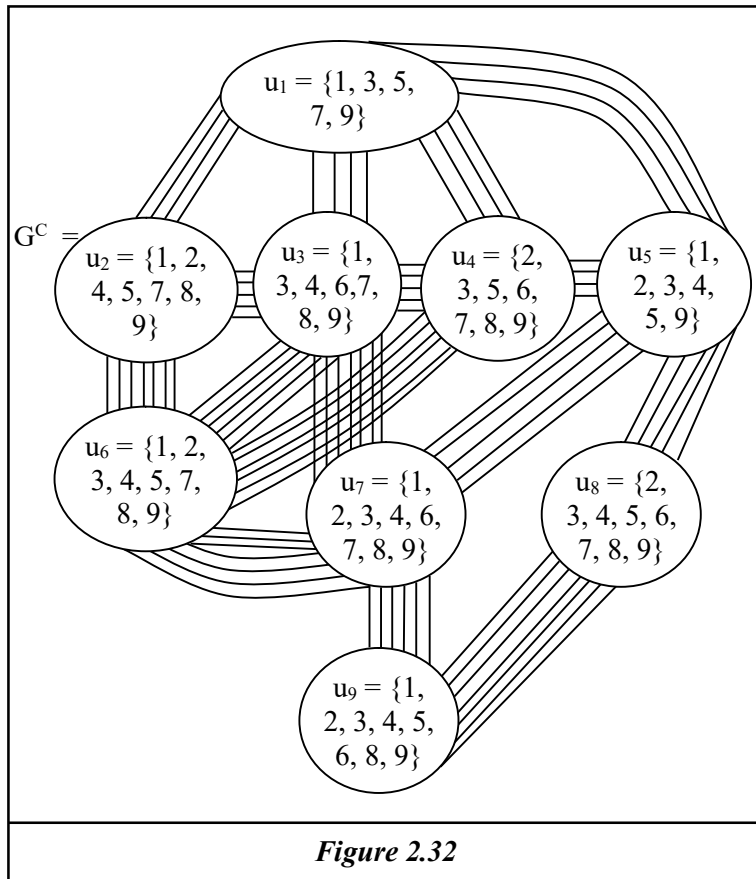 u₁ = {1, 3, 5,
7, 9}
Gᶜ =
u₂ = {1, 2,
4, 5, 7, 8,
9}
u₃ = {1,
3, 4, 6,7,
8, 9}
u₄ = {2,
3, 5, 6,
7, 8, 9}
u₅ = {1,
2, 3, 4,
5, 9}
u₆ = {1, 2,
3, 4, 5, 7,
8, 9}
u₇ = {1,
2, 3, 4, 6,
7, 8, 9}
u₈ = {2,
3, 4, 5, 6,
7, 8, 9}
u₉ = {1,
2, 3, 4, 5,
6, 8, 9}
Figure 2.32